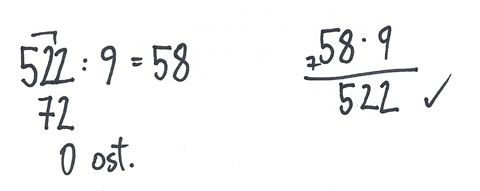 522 : 9 = 58
72
0 ost.
58 · 9
7
522 ✓